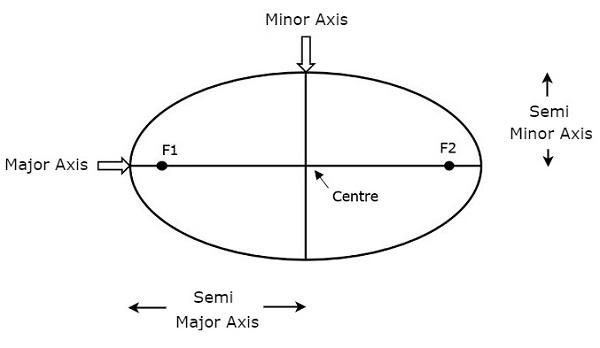 Minor Axis
Semi
Minor Axis
F1
F2
Major Axis
Centre
Semi
Major Axis